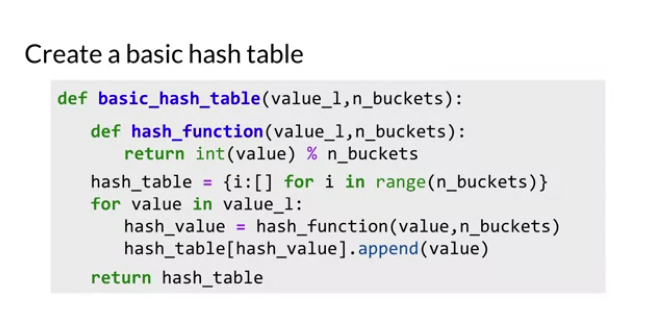 Create a basic hash table
def basic_hash_table(value_l,n_buckets):
def hash_function(value_l,n_buckets):
return int(value) % n_buckets
hash_table = {i:[] for i in range(n_buckets)}
for value in value_l:
hash_value = hash_function(value,n_buckets)
hash_table[hash_value].append(value)
return hash_table